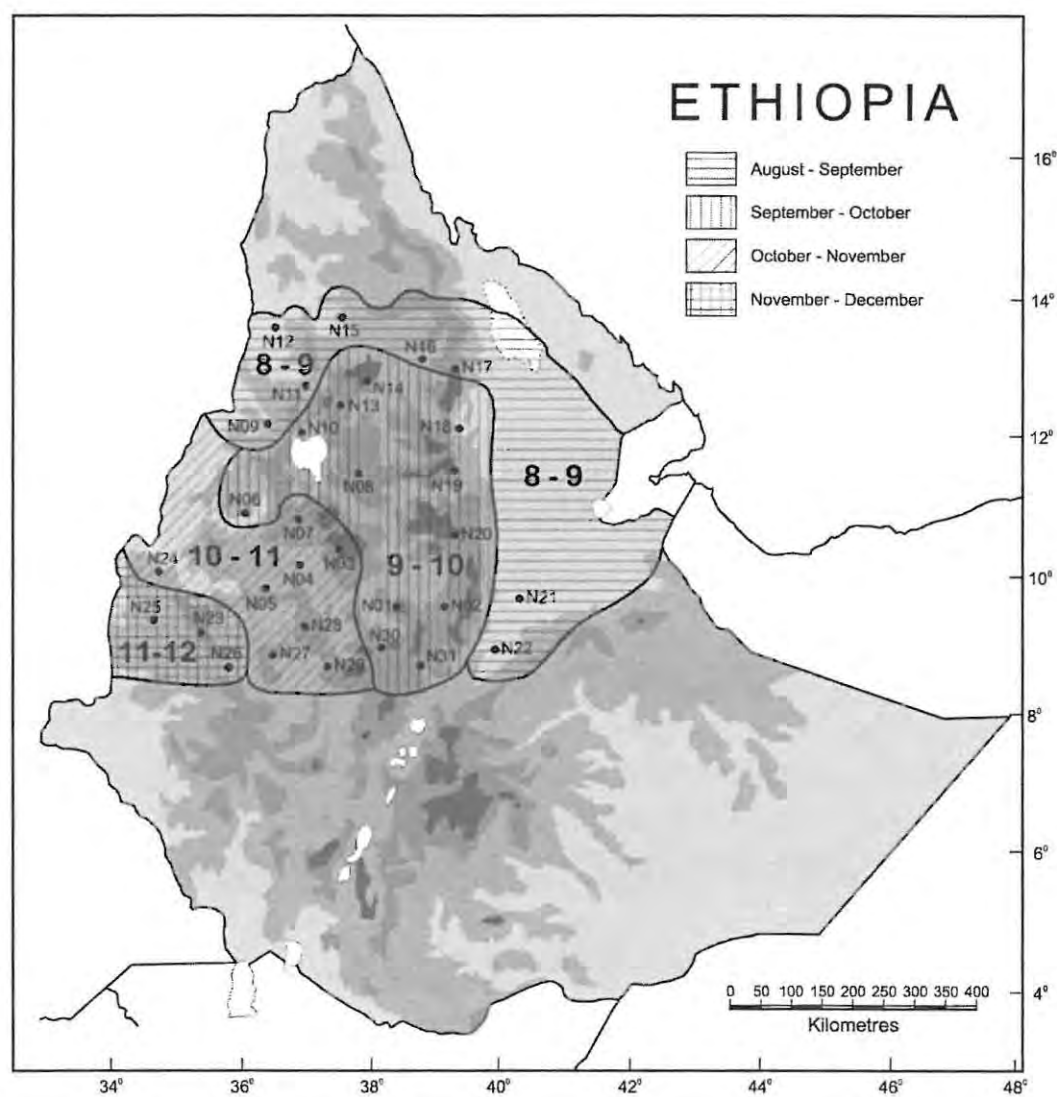 ETHIOPIA
August - September
September - October
October - November
November - December
16°
14°
12°
10°
8°
6°
4°
N12
N15
8 - 9
N16
N17
N11
N14
N13
N09
N10
N18
8 - 9
N08
N19
N06
N07
N20
10 - 11
N03
N24
9 - 10
N04
N05
N25
N01
N02
N21
N23
N28
11-12
N30
N22
N26
N27
N29
N31
0 50 100 150 200 250 300 350 400
Kilometres
34° 36° 38° 40° 42° 44° 46° 48°